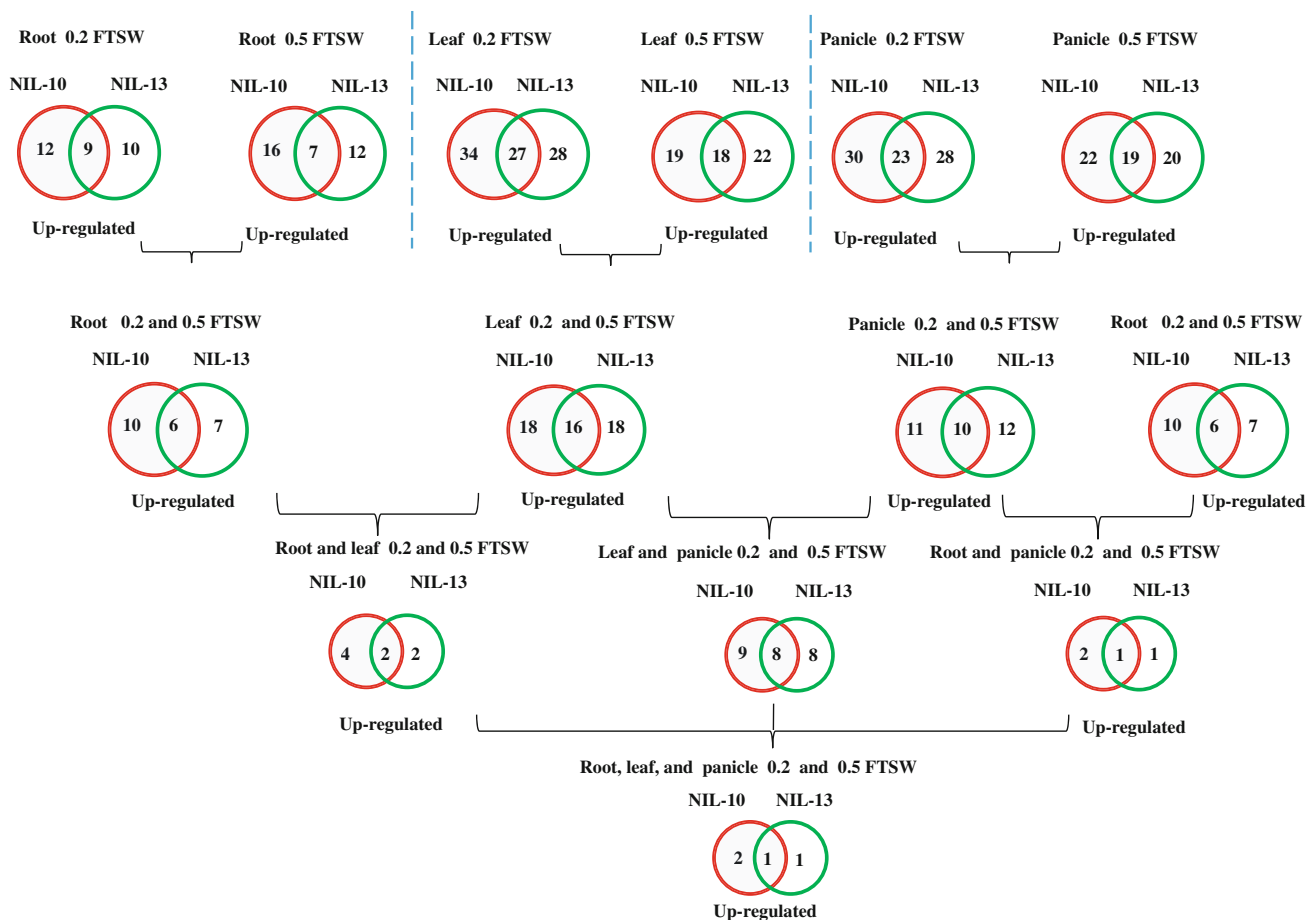 Root 0.2 FTSW
Root 0.5 FTSW
Leaf 0.2 FTSW
Leaf 0.5 FTSW
Panicle 0.2 FTSW
Panicle 0.5 FTSW
NIL-10 NIL-13
NIL-10 NIL-13
NIL-10 NIL-13
NIL-10 NIL-13
NIL-10 NIL-13
NIL-10 NIL-13
12 9 10
16 7 12
34 27 28
19 18 22
30 23 28
22 19 20
Up-regulated
Up-regulated
Up-regulated
Up-regulated
Up-regulated
Up-regulated
Root 0.2 and 0.5 FTSW
Leaf 0.2 and 0.5 FTSW
Panicle 0.2 and 0.5 FTSW
Root 0.2 and 0.5 FTSW
NIL-10 NIL-13
NIL-10 NIL-13
NIL-10 NIL-13
NIL-10 NIL-13
10 6 7
18 16 18
11 10 12
10 6 7
Up-regulated
Up-regulated
Up-regulated
Up-regulated
Root and leaf 0.2 and 0.5 FTSW
Leaf and panicle 0.2 and 0.5 FTSW
Root and panicle 0.2 and 0.5 FTSW
NIL-10 NIL-13
NIL-10 NIL-13
NIL-10 NIL-13
4 2 2
9 8 8
2 1 1
Up-regulated
Up-regulated
Root, leaf, and panicle 0.2 and 0.5 FTSW
NIL-10 NIL-13
2 1 1
Up-regulated